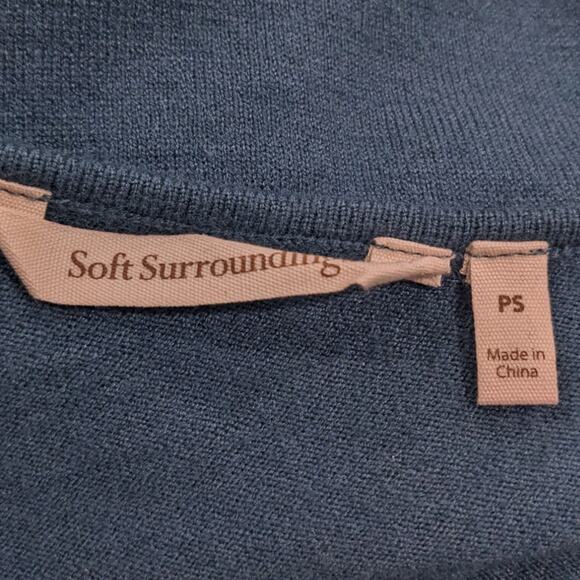 Soft Surrounding
PS
Made in
China